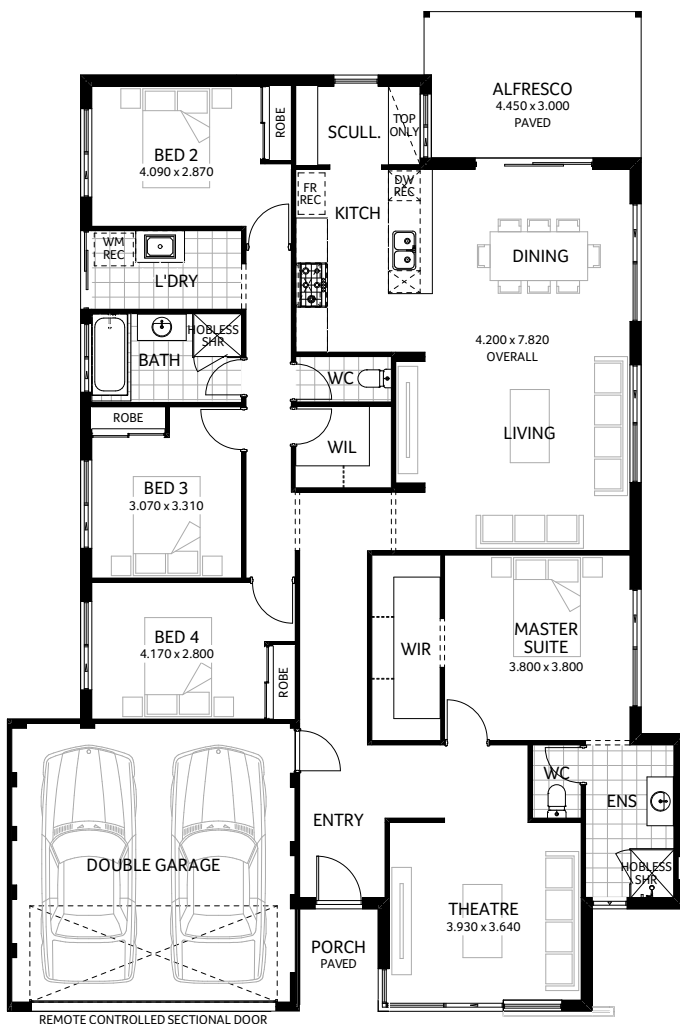 ALFRESCO
4.450 x 3.000
PAVED
ROBE
SCULL.
TOP
ONLY
BED 2
4.090 x 2.870
FR
REC
DW
REC
KITCH
WM
REC
L'DRY
DINING
HOBLESS
SHR
BATH
4.200 x 7.820
OVERALL
WC
ROBE
WIL
LIVING
BED 3
3.070 x 3.310
BED 4
4.170 x 2.800
ROBE
WIR
MASTER
SUITE
3.800 x 3.800
WC
ENS
ENTRY
DOUBLE GARAGE
HOBLESS
SHR
THEATRE
3.930 x 3.640
PORCH
PAVED
REMOTE CONTROLLED SECTIONAL DOOR